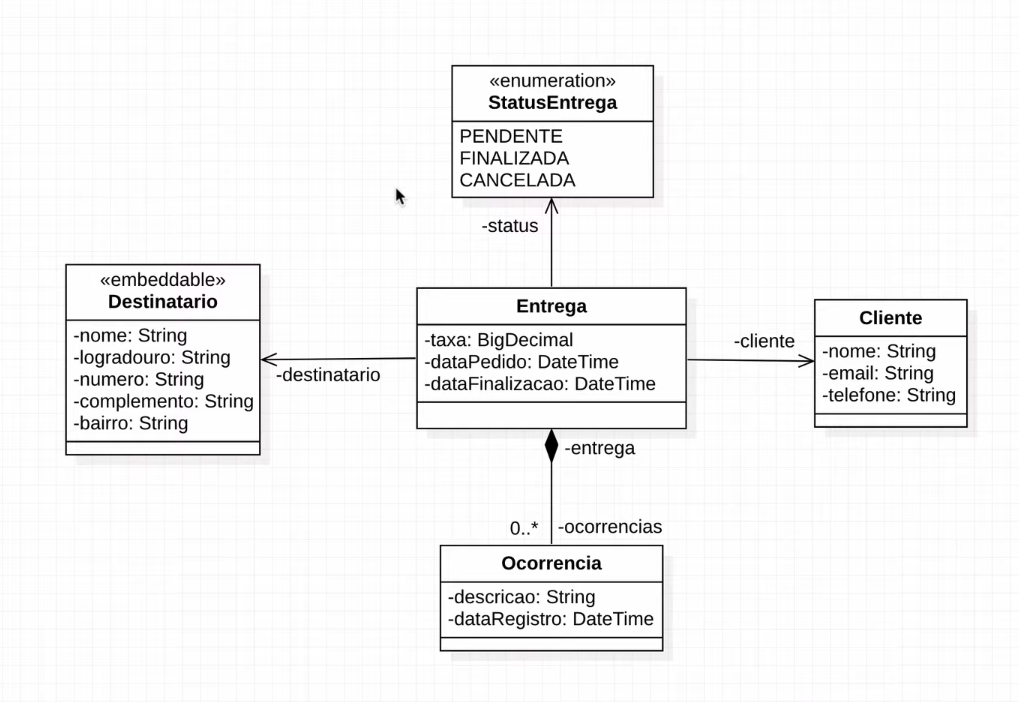 «enumeration»
StatusEntrega
PENDENTE
FINALIZADA
CANCELADA
-status
«embeddable»
Destinatario
-nome: String
-logradouro: String
-numero: String
-complemento: String
-bairro: String
-destinatario
Entrega
-taxa: BigDecimal
-dataPedido: DateTime
-dataFinalizacao: DateTime
-cliente
Cliente
-nome: String
-email: String
-telefone: String
-entrega
0..* -ocorrencias
Ocorrencia
-descricao: String
-dataRegistro: DateTime